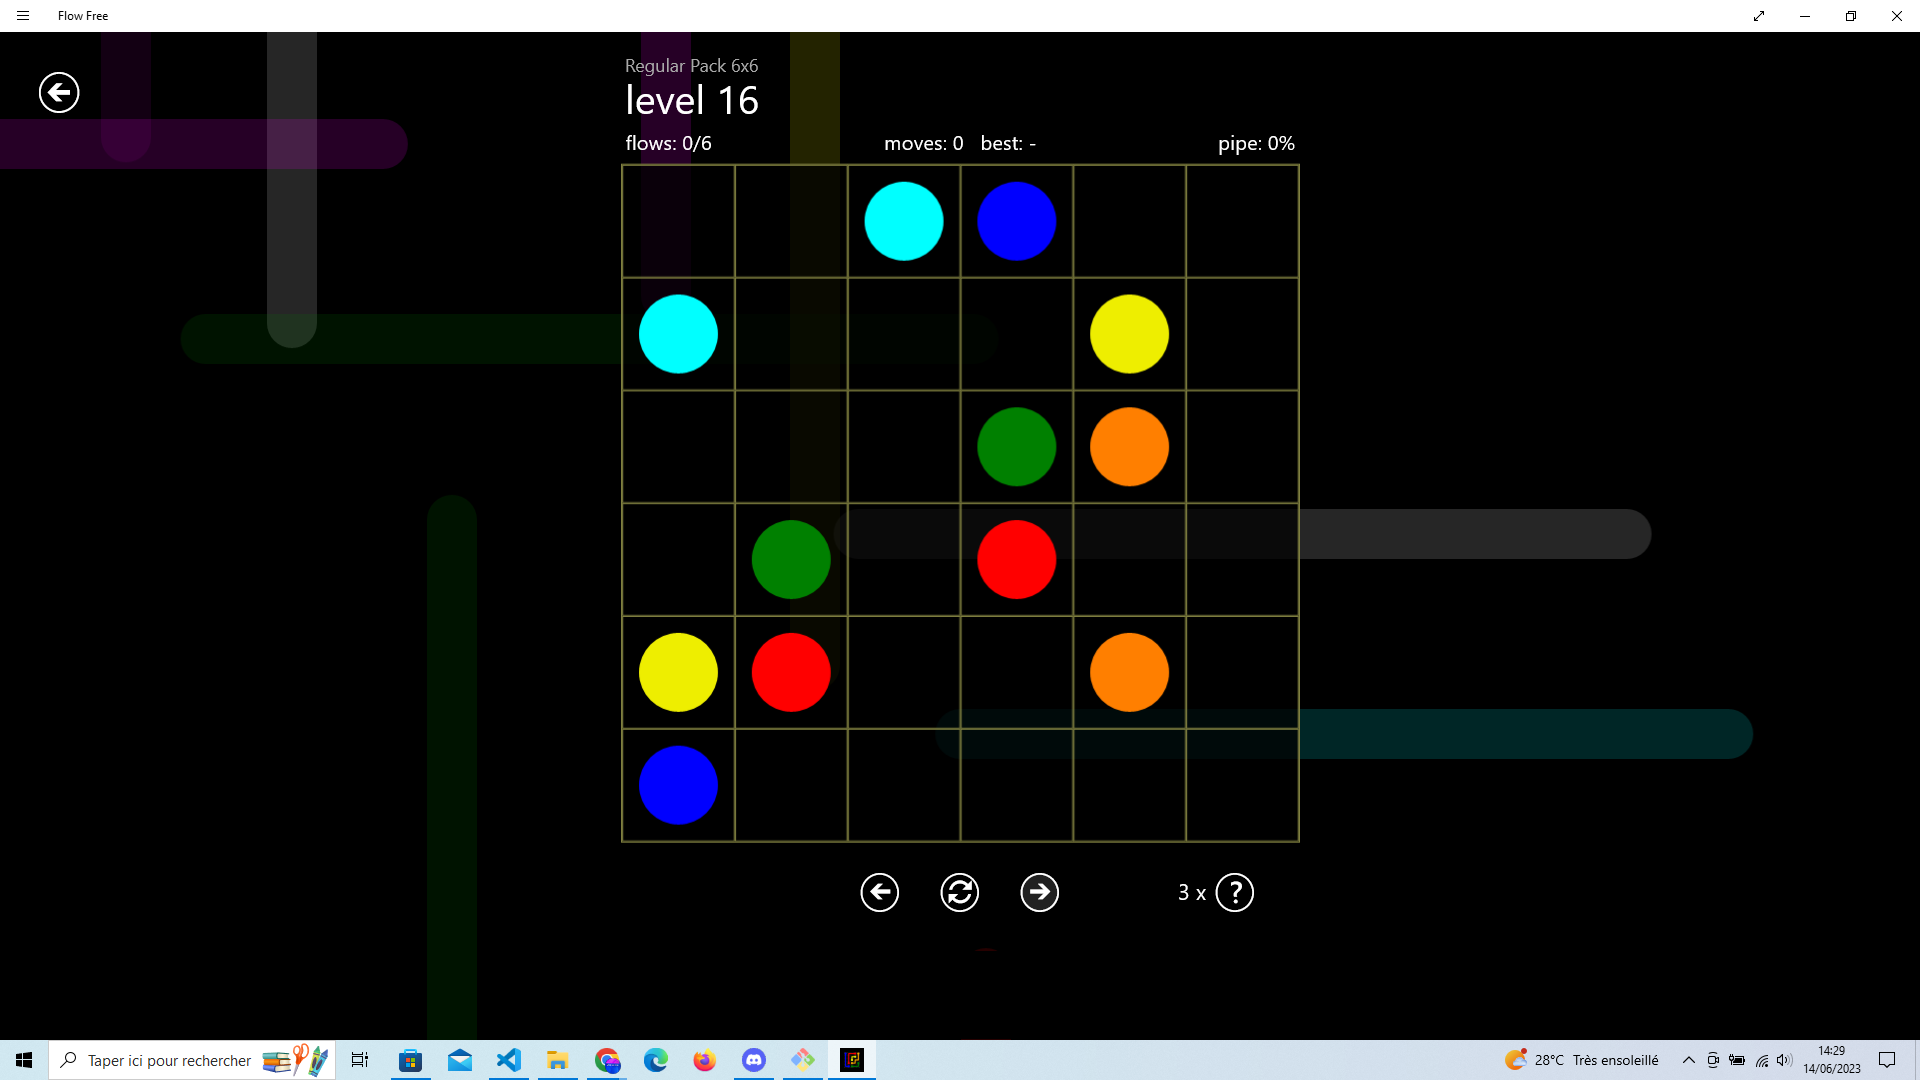 Flow Free
Regular Pack 6x6
level 16
flows: 0/6 moves: 0 best: - pipe: 0%
3 x ?
Taper ici pour rechercher
28°C Très ensoleillé
14:29
14/06/2023